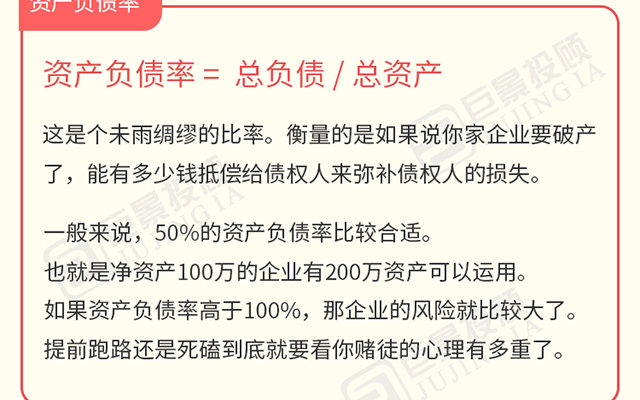 资产负债率
资产负债率 = 总负债 / 总资产
这是个未雨绸缪的比率。衡量的是如果说你家企业要破产
了，能有多少钱抵偿给债权人来弥补债权人的损失。
一般来说，50%的资产负债率比较合适。
也就是净资产100万的企业有200万资产可以运用。
如果资产负债率高于100%，那企业的风险就比较大了。
提前跑路还是死磕到底就要看你赌徒的心理有多重了。
巨景投顾
JUJING IA
巨景投顾
JUJING IA
巨景投顾
JUJING IA